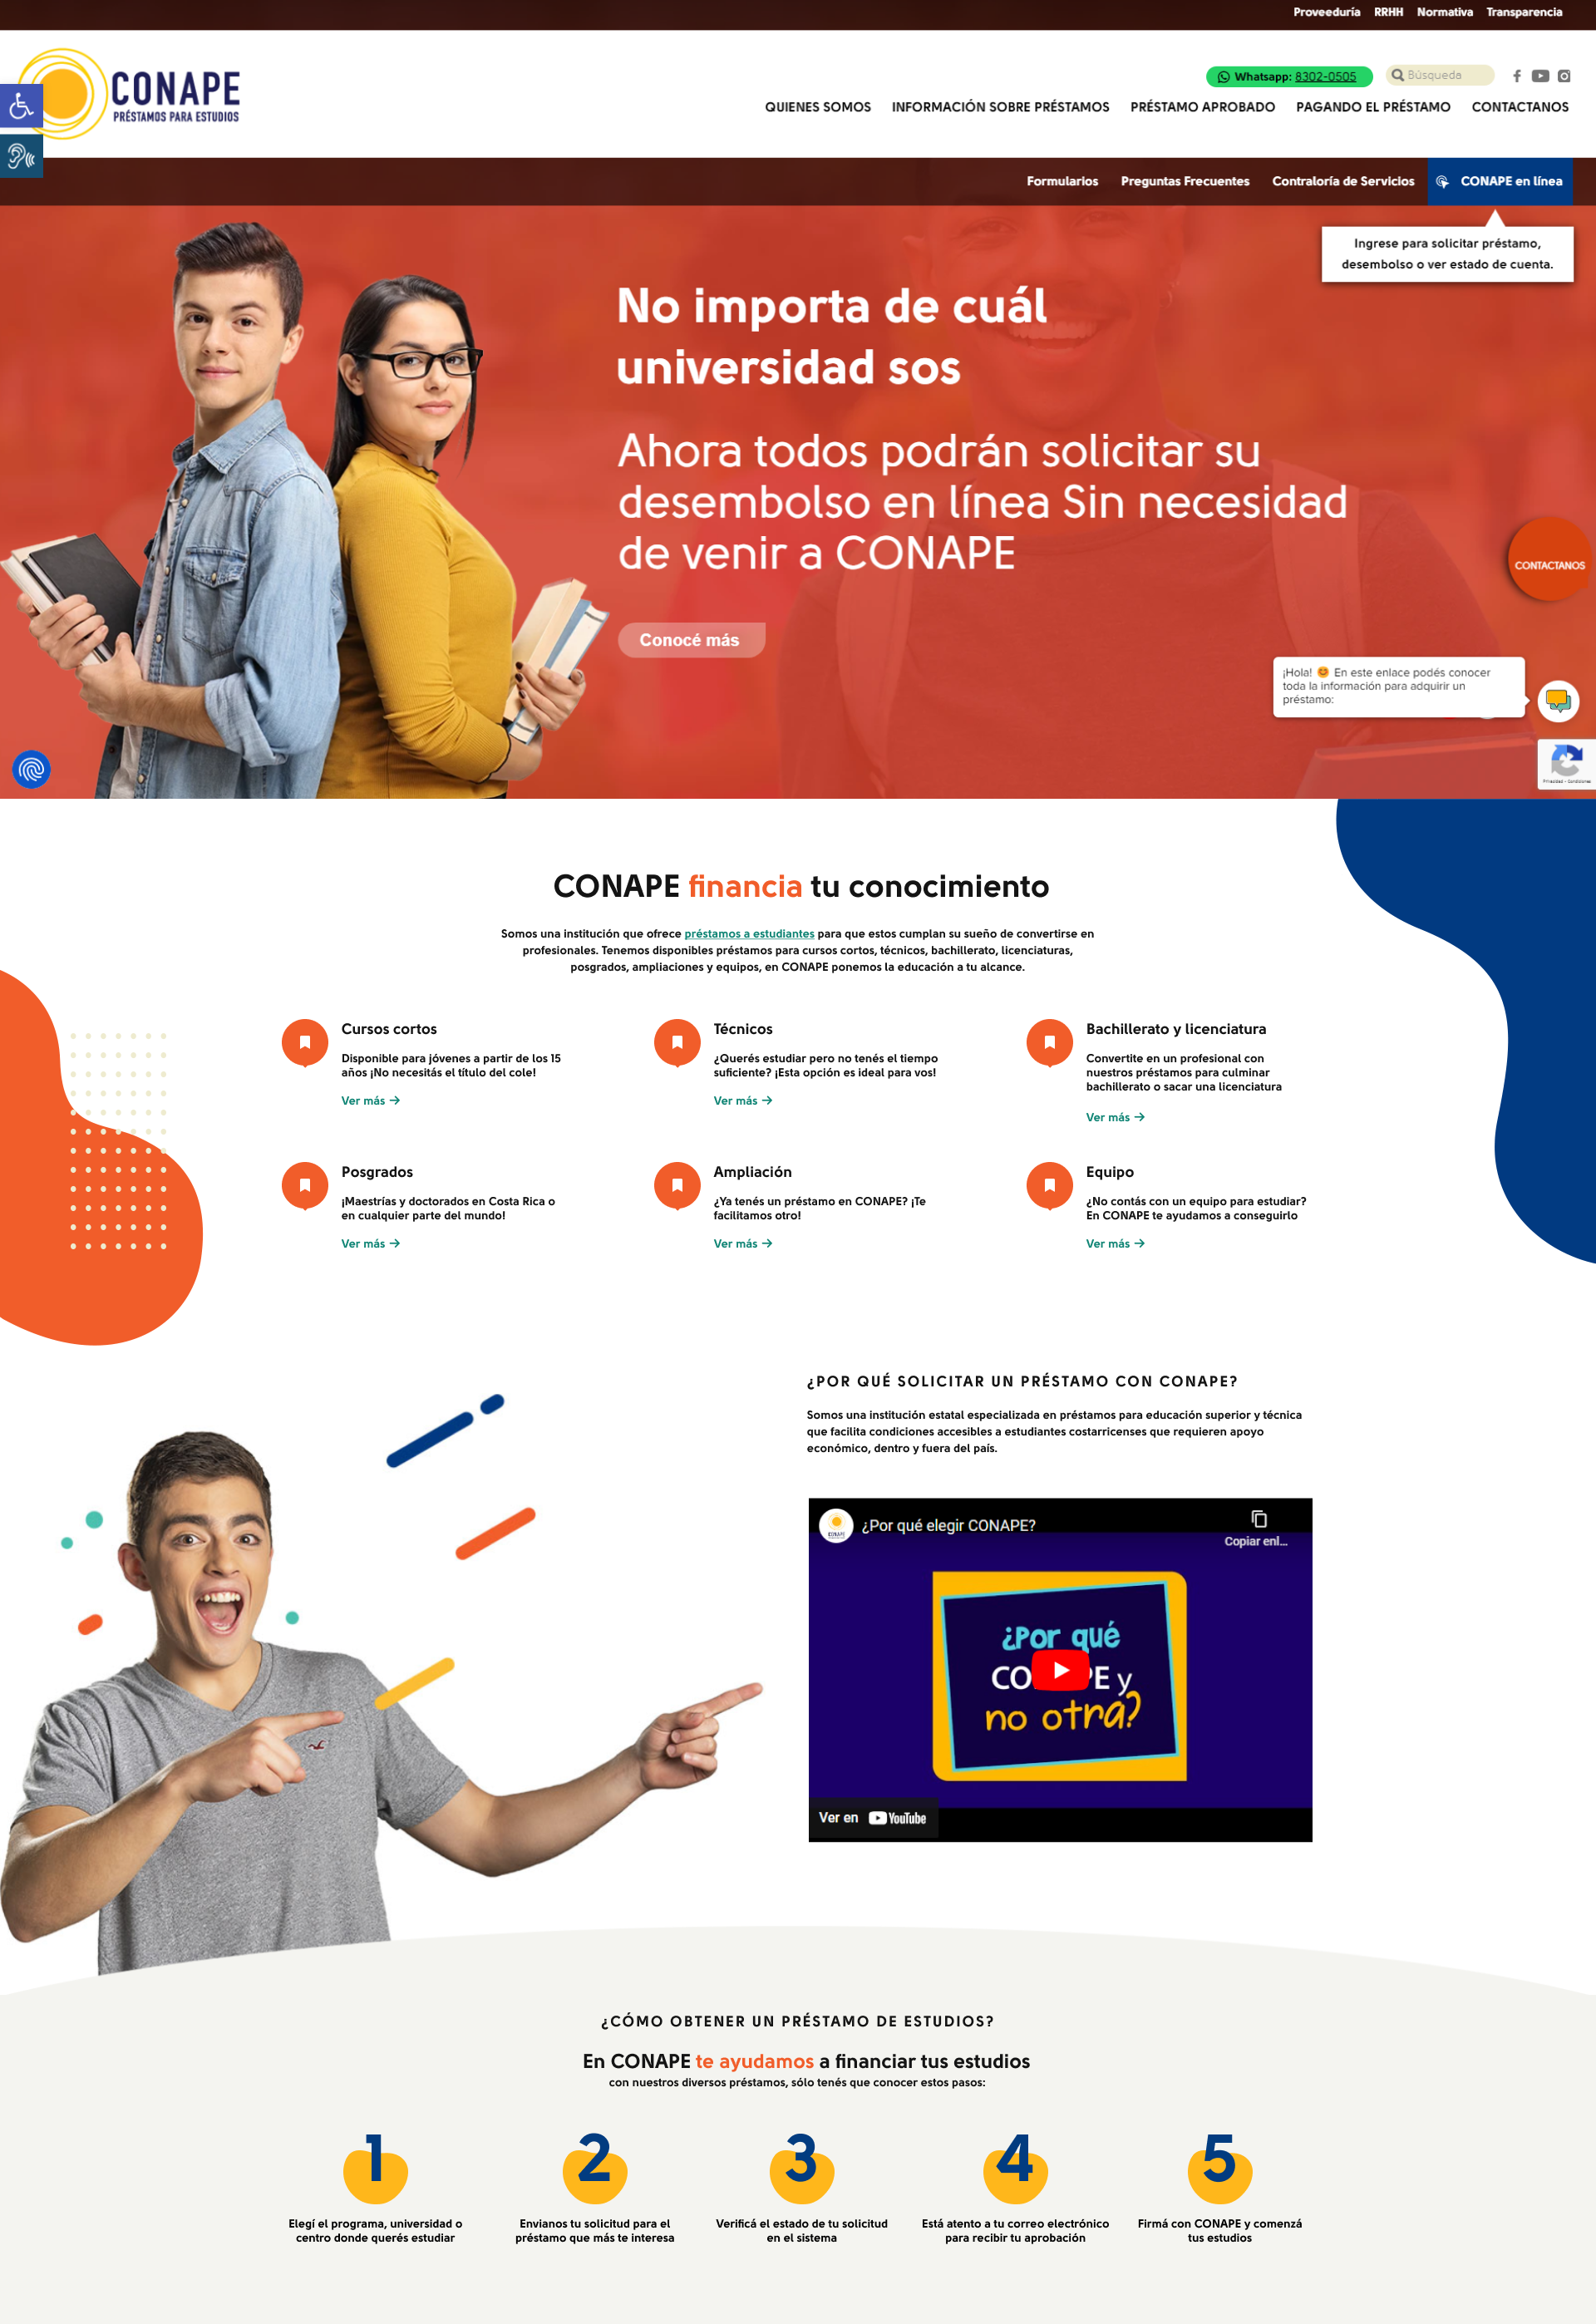 Proveeduría RRHH Normativa Transparencia
CONAPE
PRÉSTAMOS PARA ESTUDIOS
Whatsapp: 8302-0505
Búsqueda
QUIENES SOMOS INFORMACIÓN SOBRE PRÉSTAMOS PRÉSTAMO APROBADO PAGANDO EL PRÉSTAMO CONTACTANOS
Formularios Preguntas Frecuentes Contraloría de Servicios CONAPE en línea
Ingrese para solicitar préstamo,
desembolso o ver estado de cuenta.
No importa de cuál
universidad sos
Ahora todos podrán solicitar su
desembolso en línea Sin necesidad
de venir a CONAPE
CONTACTANOS
Conocé más
¡Hola! 😊 En este enlace podés conocer
toda la información para adquirir un
préstamo:
Privacidad - Condiciones
CONAPE financia tu conocimiento
Somos una institución que ofrece préstamos a estudiantes para que estos cumplan su sueño de convertirse en
profesionales. Tenemos disponibles préstamos para cursos cortos, técnicos, bachillerato, licenciaturas,
posgrados, ampliaciones y equipos, en CONAPE ponemos la educación a tu alcance.
Cursos cortos
Disponible para jóvenes a partir de los 15
años ¡No necesitás el título del cole!
Ver más →
Técnicos
¿Querés estudiar pero no tenés el tiempo
suficiente? ¡Esta opción es ideal para vos!
Ver más →
Bachillerato y licenciatura
Convertite en un profesional con
nuestros préstamos para culminar
bachillerato o sacar una licenciatura
Ver más →
Posgrados
¡Maestrías y doctorados en Costa Rica o
en cualquier parte del mundo!
Ver más →
Ampliación
¿Ya tenés un préstamo en CONAPE? ¡Te
facilitamos otro!
Ver más →
Equipo
¿No contás con un equipo para estudiar?
En CONAPE te ayudamos a conseguirlo
Ver más →
¿POR QUÉ SOLICITAR UN PRÉSTAMO CON CONAPE?
Somos una institución estatal especializada en préstamos para educación superior y técnica
que facilita condiciones accesibles a estudiantes costarricenses que requieren apoyo
económico, dentro y fuera del país.
CONAPE
¿Por qué elegir CONAPE?
Copiar enl...
¿Por qué
CO PE y
no otra?
Ver en YouTube
¿CÓMO OBTENER UN PRÉSTAMO DE ESTUDIOS?
En CONAPE te ayudamos a financiar tus estudios
con nuestros diversos préstamos, sólo tenés que conocer estos pasos:
1
Elegí el programa, universidad o
centro donde querés estudiar
2
Envianos tu solicitud para el
préstamo que más te interesa
3
Verificá el estado de tu solicitud
en el sistema
4
Está atento a tu correo electrónico
para recibir tu aprobación
5
Firmá con CONAPE y comenzá
tus estudios